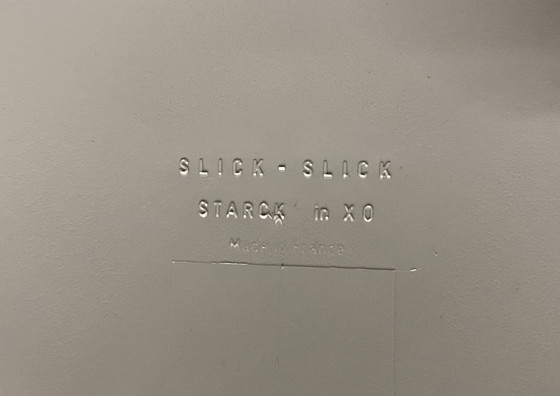 SLICK - SLICK
STARCK in XO
Made in France